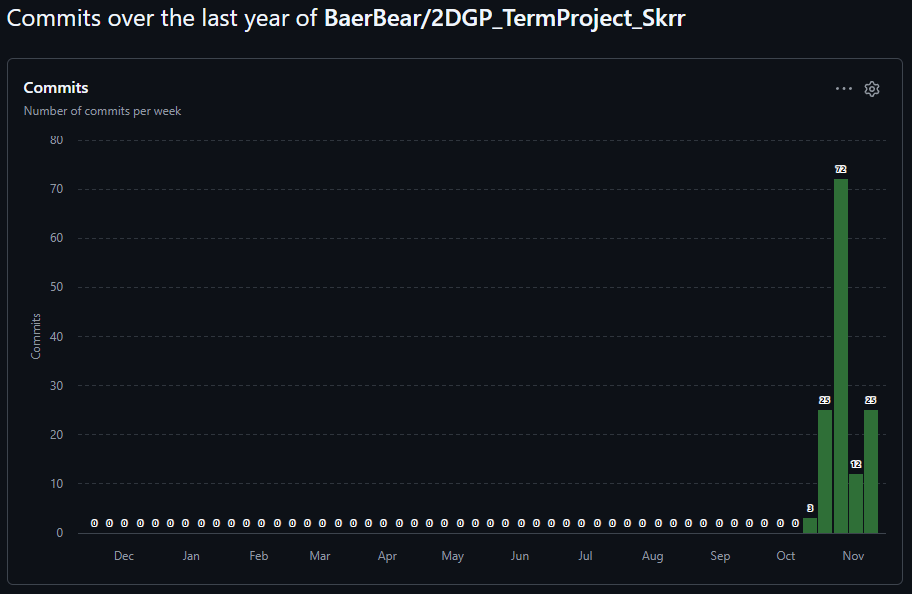 Commits over the last year of BaerBear/2DGP_TermProject_Skrr
Commits
Number of commits per week
80
70
60
50
40
30
20
10
0
Commits
72
25 25
12
3
0 0 0 0 0 0 0 0 0 0 0 0 0 0 0 0 0 0 0 0 0 0 0 0 0 0 0 0 0 0 0 0 0 0 0 0 0 0 0 0 0 0 0 0 0 0 0
Dec Jan Feb Mar Apr May Jun Jul Aug Sep Oct Nov